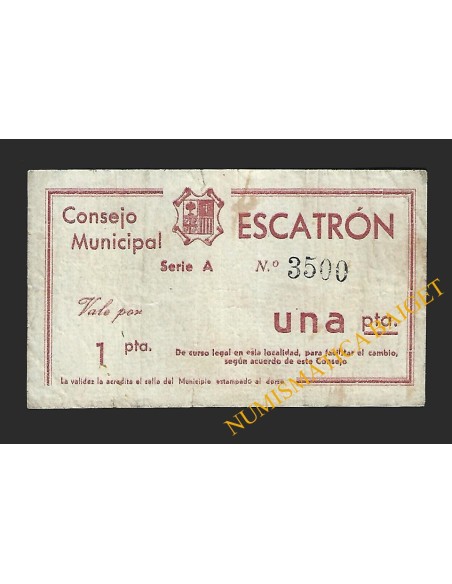 Consejo
Municipal
ESCATRÓN
Serie A
N.º 3500
Vale por
1 pta.
una pta.
De curso legal en esta localidad, para facilitar el cambio,
según acuerdo de este Consejo
La validez la acredita el sello del Municipio estampado al dorso
NUMISMATICA BAIGET